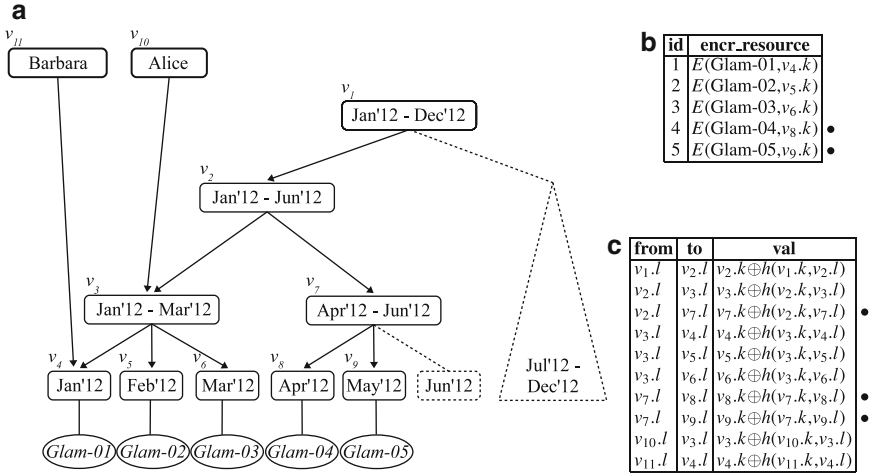 a
v11
v10
Barbara
Alice
v1
Jan'12 - Dec'12
v2
Jan'12 - Jun'12
v3
v7
Jan'12 - Mar'12
Apr'12 - Jun'12
v4
v5
v6
v8
v9
Jan'12
Feb'12
Mar'12
Apr'12
May'12
Jun'12
Jul'12 -
Dec'12
Glam-01
Glam-02
Glam-03
Glam-04
Glam-05
b
id encr_resource
1 E(Glam-01,v4.k)
2 E(Glam-02,v5.k)
3 E(Glam-03,v6.k)
4 E(Glam-04,v8.k) •
5 E(Glam-05,v9.k) •
c
from to val
v1.l v2.l v2.k⊕h(v1.k,v2.l)
v2.l v3.l v3.k⊕h(v2.k,v3.l)
v2.l v7.l v7.k⊕h(v2.k,v7.l) •
v3.l v4.l v4.k⊕h(v3.k,v4.l)
v3.l v5.l v5.k⊕h(v3.k,v5.l)
v3.l v6.l v6.k⊕h(v3.k,v6.l)
v7.l v8.l v8.k⊕h(v7.k,v8.l) •
v7.l v9.l v9.k⊕h(v7.k,v9.l) •
v10.l v3.l v3.k⊕h(v10.k,v3.l)
v11.l v4.l v4.k⊕h(v11.k,v4.l)